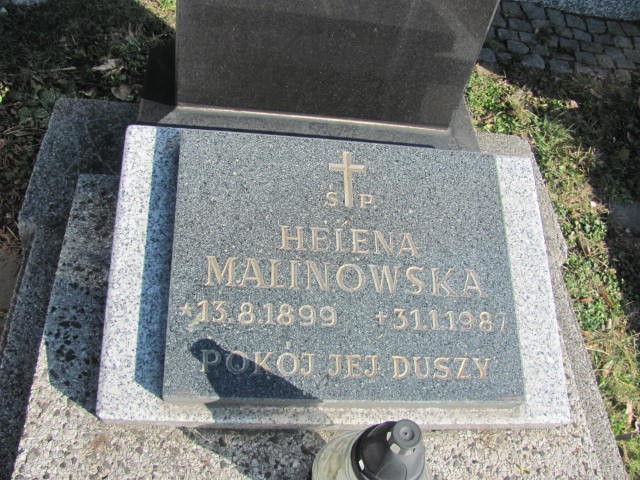 Ś P
HELENA
MALINOWSKA
*13.8.1899 +31.1.1987
POKÓJ JEJ DUSZY